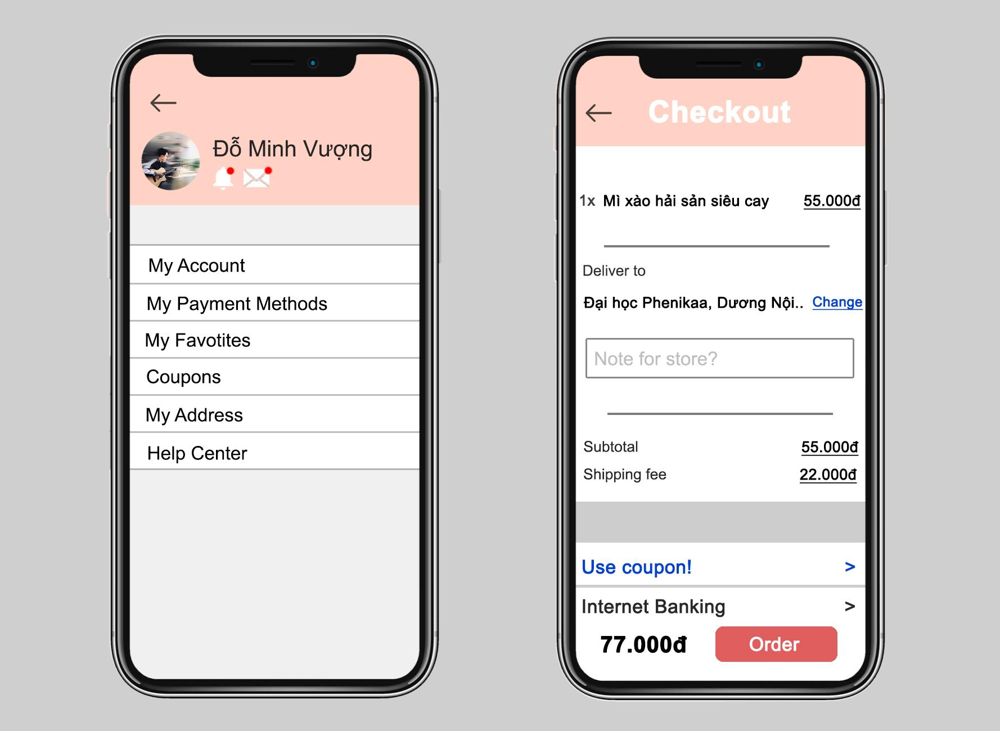 Đỗ Minh Vượng
My Account
My Payment Methods
My Favotites
Coupons
My Address
Help Center
Checkout
1x Mì xào hải sản siêu cay 55.000đ
Deliver to
Đại học Phenikaa, Dương Nội.. Change
Note for store?
Subtotal 55.000đ
Shipping fee 22.000đ
Use coupon! >
Internet Banking >
77.000đ Order